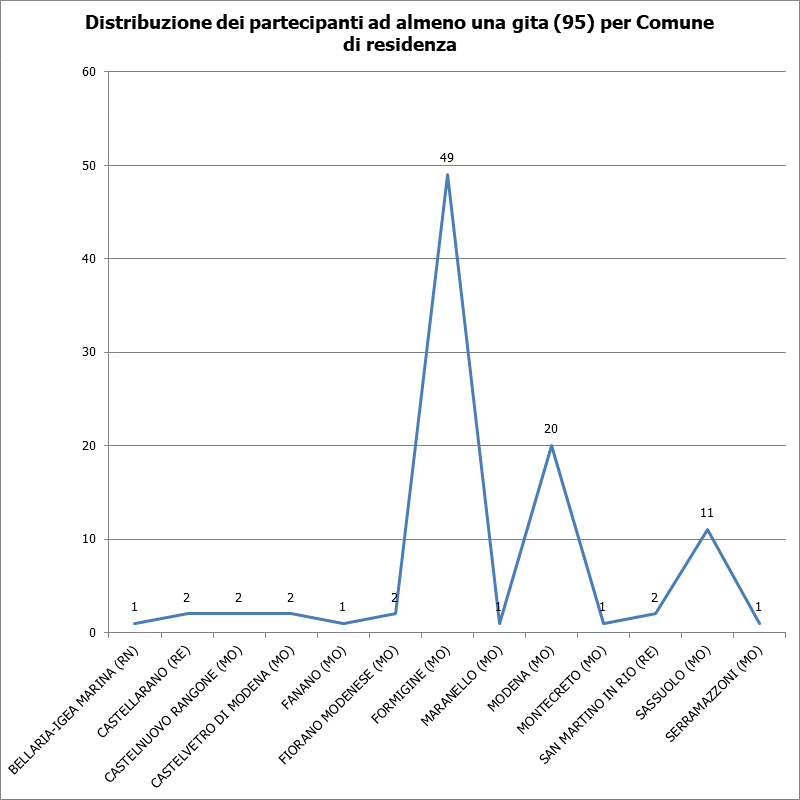 Distribuzione dei partecipanti ad almeno una gita (95) per Comune
di residenza
60
50
40
30
20
10
0
1
2
2
2
1
2
49
1
20
1
2
11
1
BELLARIA-IGEA MARINA (RN)
CASTELLARANO (RE)
CASTELNUOVO RANGONE (MO)
CASTELVETRO DI MODENA (MO)
FANANO (MO)
FIORANO MODENESE (MO)
FORMIGINE (MO)
MARANELLO (MO)
MODENA (MO)
MONTECRETO (MO)
SAN MARTINO IN RIO (RE)
SASSUOLO (MO)
SERRAMAZZONI (MO)